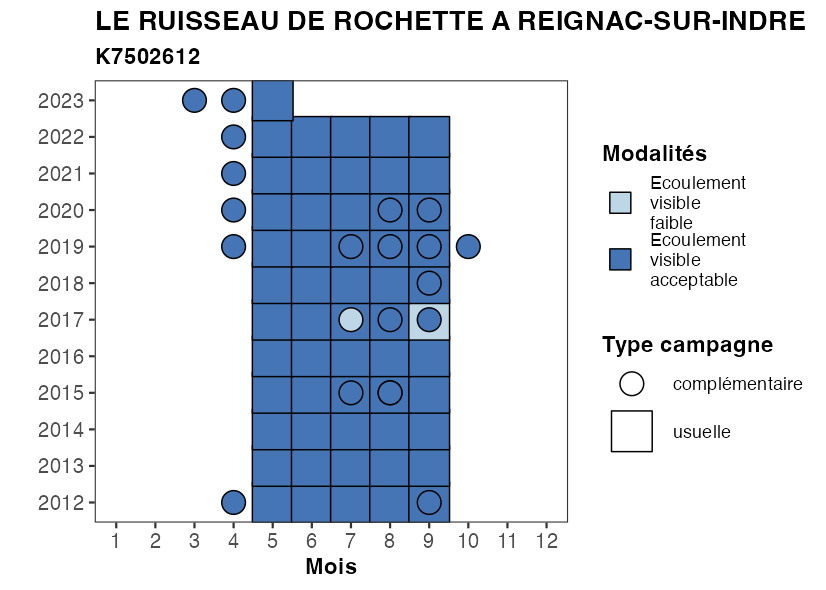 LE RUISSEAU DE ROCHETTE A REIGNAC-SUR-INDRE
K7502612
2023
2022
2021
2020
2019
2018
2017
2016
2015
2014
2013
2012
1 2 3 4 5 6 7 8 9 10 11 12
Mois
Modalités
Ecoulement
visible
faible
Ecoulement
visible
acceptable
Type campagne
complémentaire
usuelle